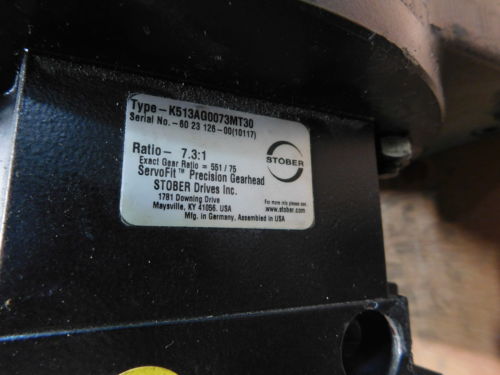 Type-K513AG0073MT30
Serial No.-60 23 126-00(10117)
Ratio- 7.3:1
Exact Gear Ratio = 551 / 75
ServoFit™ Precision Gearhead
STOBER Drives Inc.
1781 Downing Drive
Maysville, KY 41056. USA
Mfg. in Germany, Assembled in USA
STOBER
For more info please see
www.stober.com